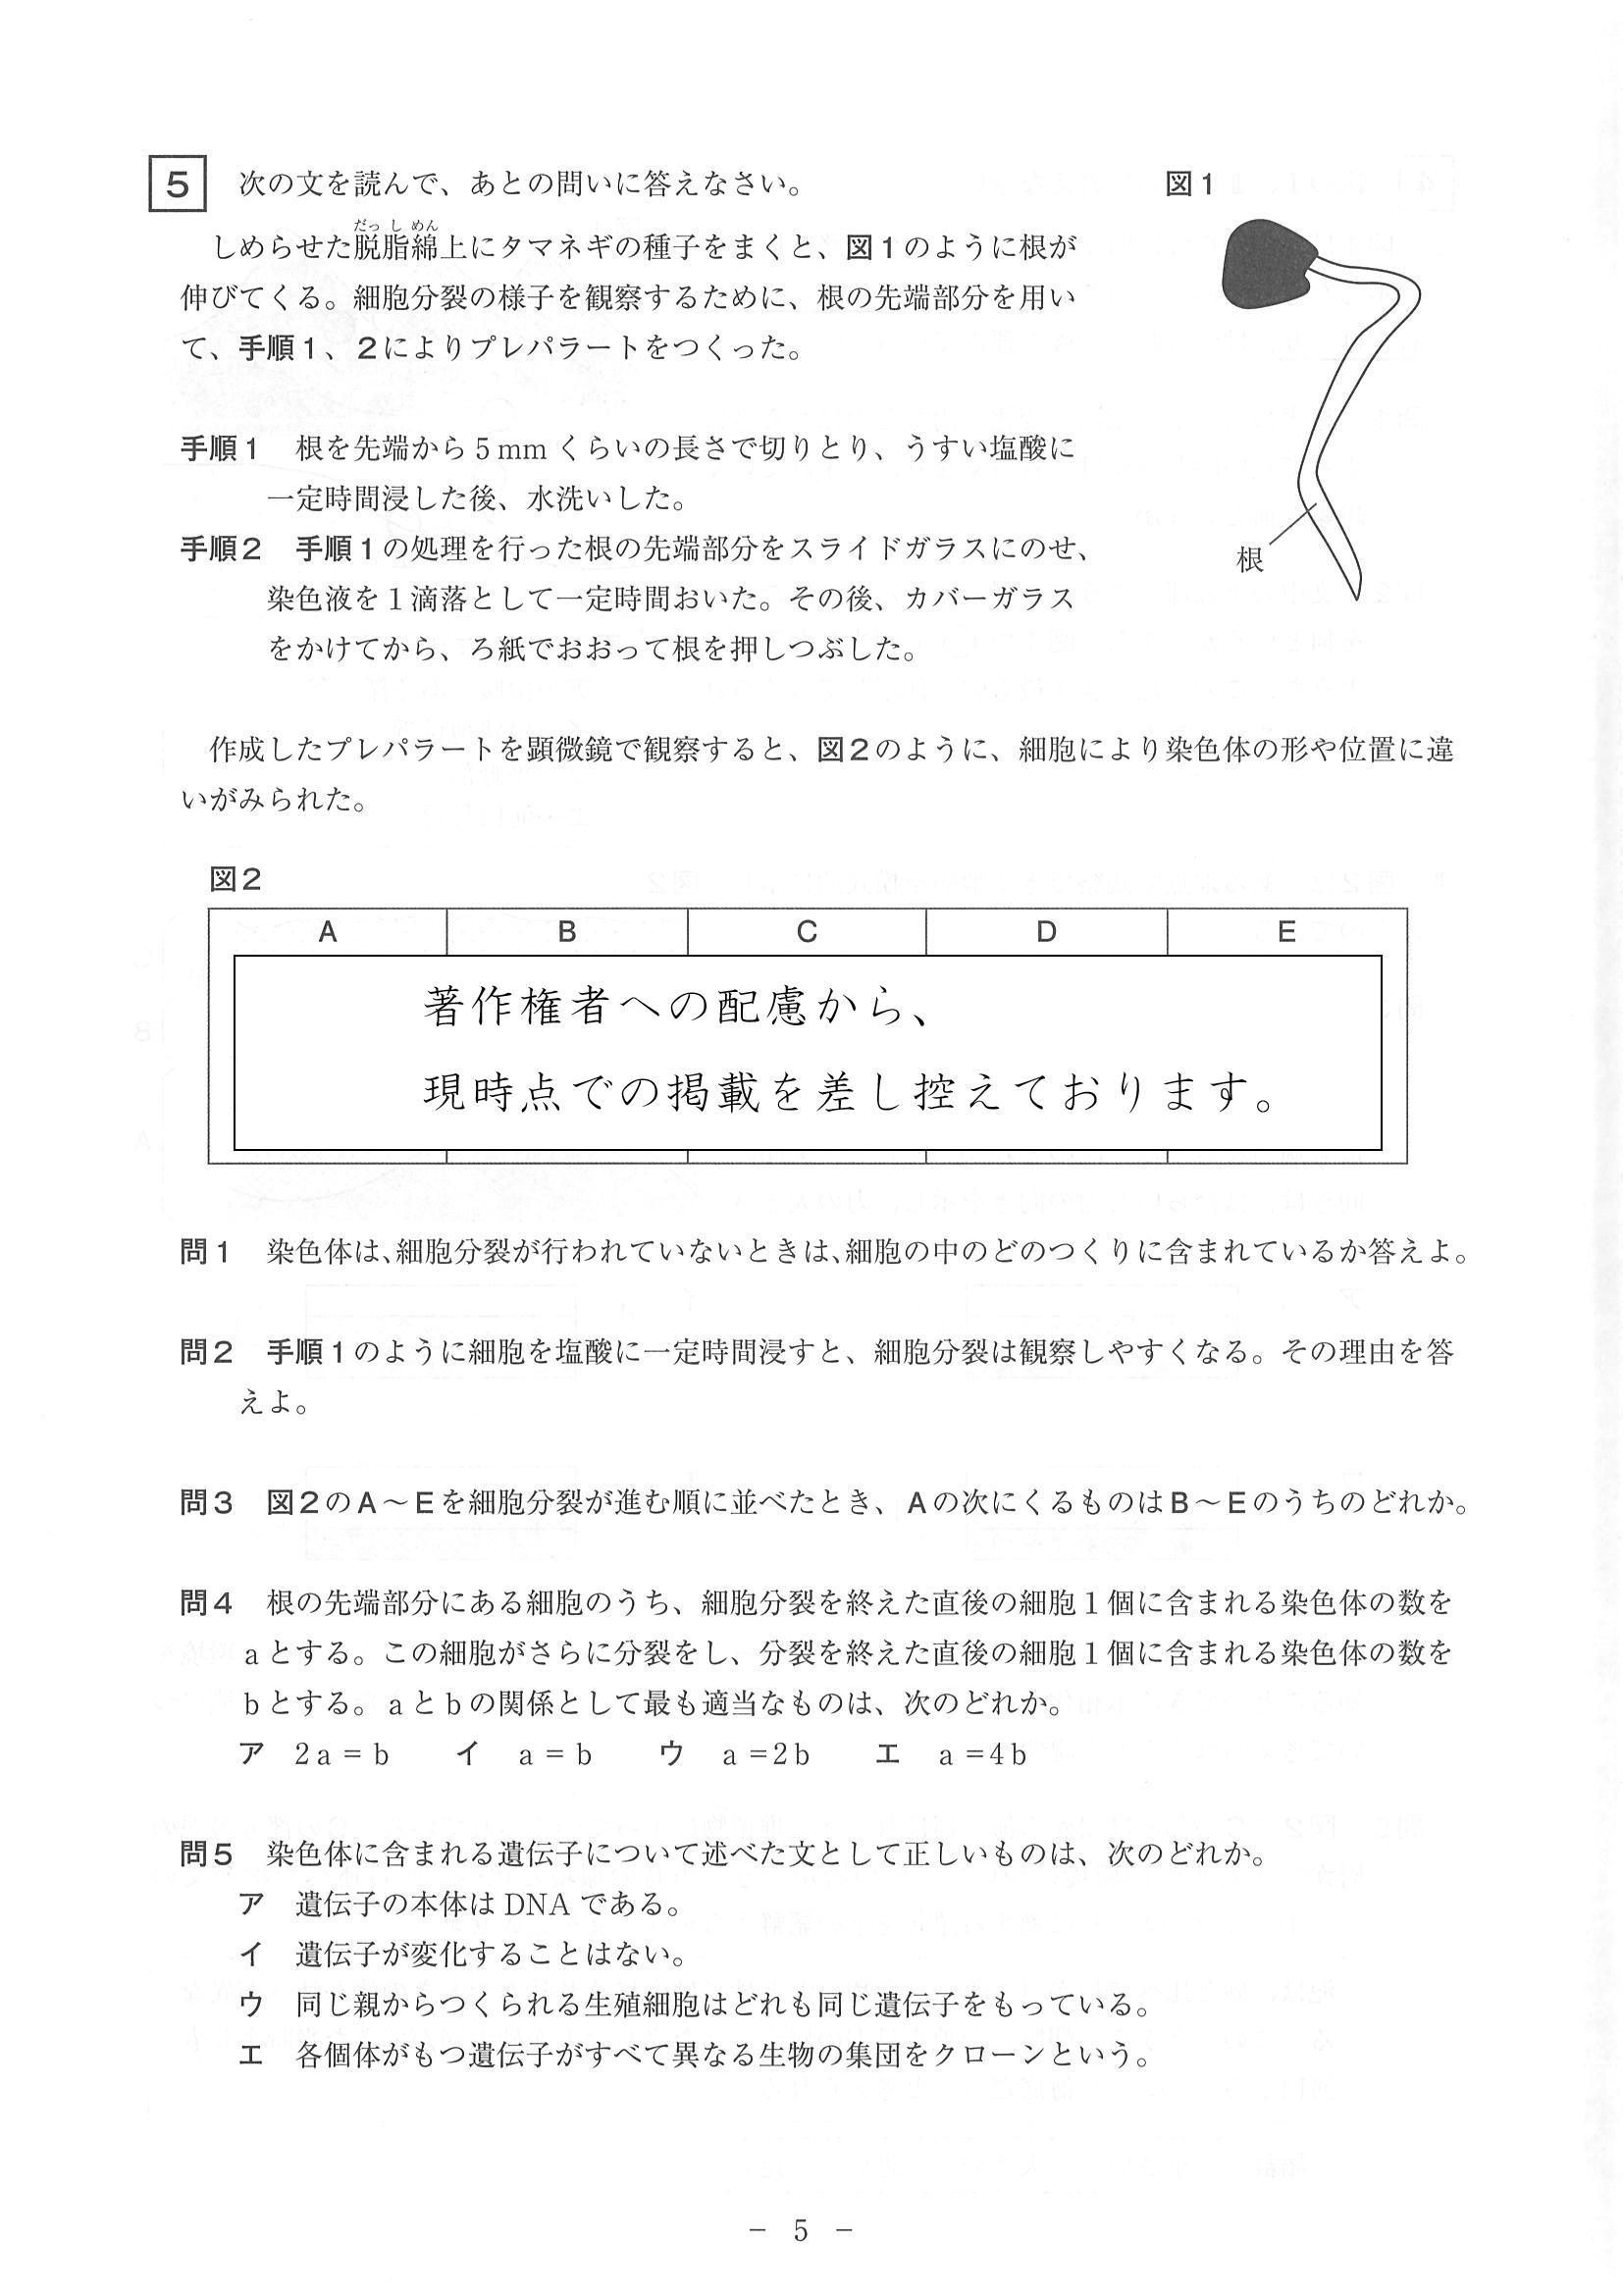 5 次の文を読んで、あとの問いに答えなさい。
図1
だっしめん
しめらせた脱脂綿上にタマネギの種子をまくと、図1のように根が
伸びてくる。細胞分裂の様子を観察するために、根の先端部分を用い
て、手順1、2によりプレパラートをつくった。
手順1 根を先端から5mmくらいの長さで切りとり、うすい塩酸に
一定時間浸した後、水洗いした。
手順2 手順1の処理を行った根の先端部分をスライドガラスにのせ、
染色液を1滴落として一定時間おいた。その後、カバーガラス
をかけてから、ろ紙でおおって根を押しつぶした。
根
作成したプレパラートを顕微鏡で観察すると、図2のように、細胞により染色体の形や位置に違
いがみられた。
図2
A B C D E
著作権者への配慮から、
現時点での掲載を差し控えております。
問1 染色体は、細胞分裂が行われていないときは、細胞の中のどのつくりに含まれているか答えよ。
問2 手順1のように細胞を塩酸に一定時間浸すと、細胞分裂は観察しやすくなる。その理由を答
えよ。
問3 図2のA～Eを細胞分裂が進む順に並べたとき、Aの次にくるものはB～Eのうちのどれか。
問4 根の先端部分にある細胞のうち、細胞分裂を終えた直後の細胞1個に含まれる染色体の数を
aとする。この細胞がさらに分裂をし、分裂を終えた直後の細胞1個に含まれる染色体の数を
bとする。aとbの関係として最も適当なものは、次のどれか。
ア 2a=b イ a=b ウ a=2b エ a=4b
問5 染色体に含まれる遺伝子について述べた文として正しいものは、次のどれか。
ア 遺伝子の本体はDNAである。
イ 遺伝子が変化することはない。
ウ 同じ親からつくられる生殖細胞はどれも同じ遺伝子をもっている。
エ 各個体がもつ遺伝子がすべて異なる生物の集団をクローンという。
－ 5 －